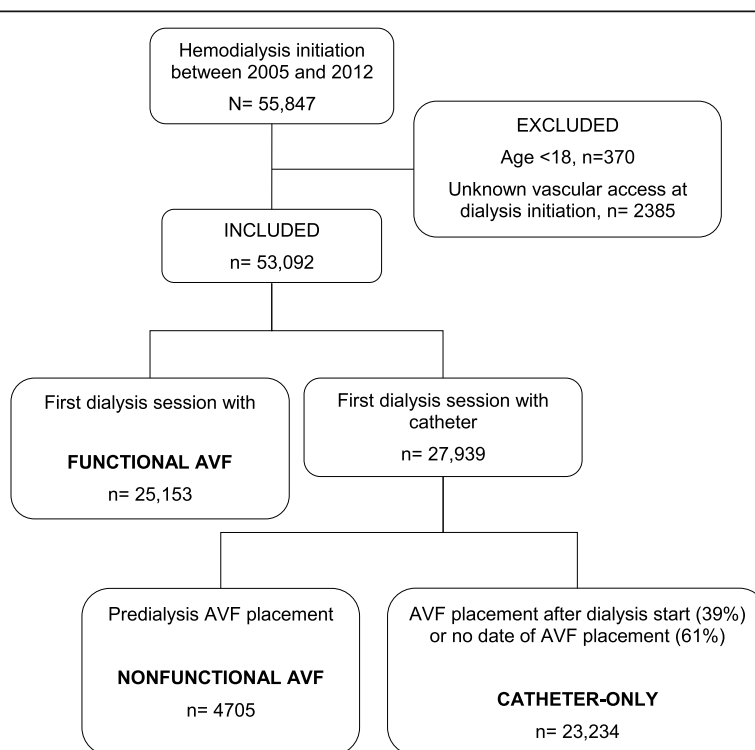 Hemodialysis initiation
between 2005 and 2012
N= 55,847
EXCLUDED
Age <18, n=370
Unknown vascular access at
dialysis initiation, n= 2385
INCLUDED
n= 53,092
First dialysis session with
FUNCTIONAL AVF
n= 25,153
First dialysis session with
catheter
n= 27,939
Predialysis AVF placement
NONFUNCTIONAL AVF
n= 4705
AVF placement after dialysis start (39%)
or no date of AVF placement (61%)
CATHETER-ONLY
n= 23,234